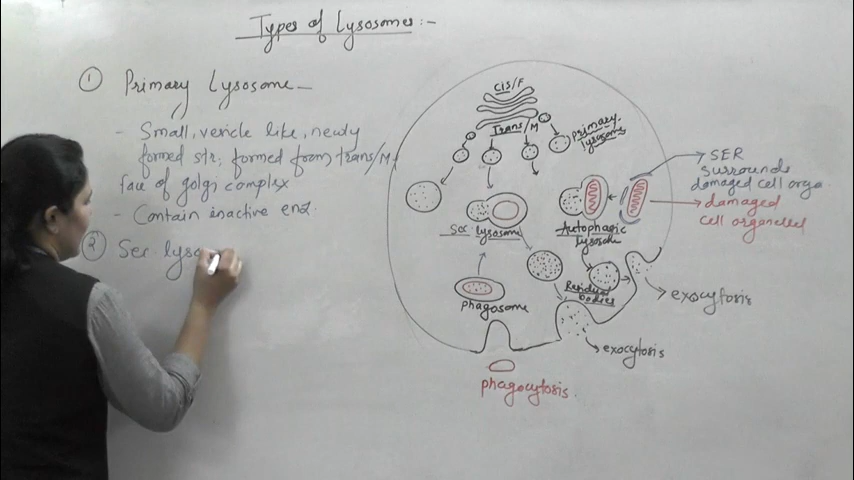 Types of Lysosomes:-
① Primary Lysosome-
- Small, vericle like, newly
formed str; formed from trans/M
face of golgi complex
- Contain inactive enz.
② Sec lyso
CIS/F
Trans/M
primary
lysosome
Sec lysosome
Autophagic
lysosome
SER
surrounds
damaged cell orga
damaged
cell organelles
phagosome
Residual
bodies
exocytosis
exocytosis
phagocytosis.